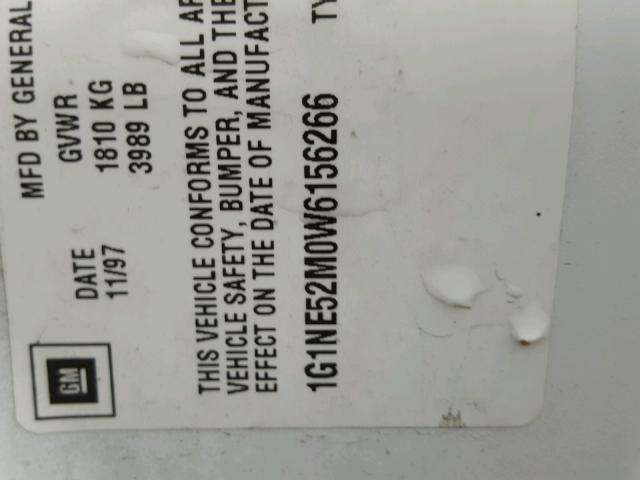 MFD BY GENERAL
DATE GVWR
11/97 1810 KG
3989 LB
THIS VEHICLE CONFORMS TO ALL
VEHICLE SAFETY, BUMPER, AND THE
EFFECT ON THE DATE OF MANUFACT
1G1NE52M0W6156266 TY
GM